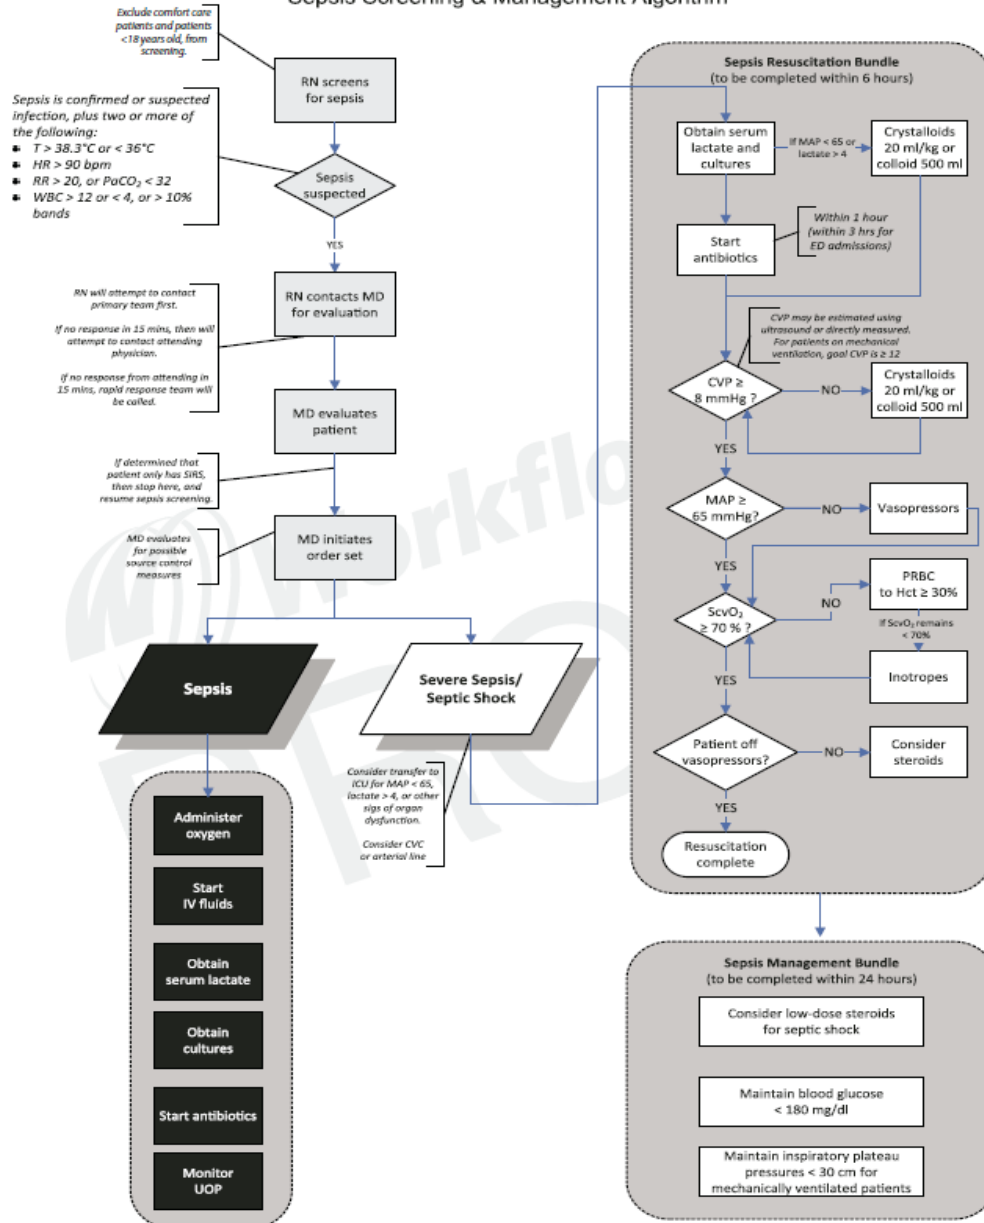 Sepsis Screening & Management Algorithm
Exclude comfort care
patients and patients
<18 years old, from
screening.
RN screens
for sepsis
Sepsis is confirmed or suspected
infection, plus two or more of
the following:
T > 38.3°C or < 36°C
HR > 90 bpm
RR > 20, or PaCO₂ < 32
WBC > 12 or < 4, or > 10%
bands
Sepsis
suspected
YES
RN will attempt to contact
primary team first.
If no response in 15 mins, then will
attempt to contact attending
physician.
If no response from attending in
15 mins, rapid response team will
be called.
RN contacts MD
for evaluation
MD evaluates
patient
If determined that
patient only has SIRS,
then stop here, and
resume sepsis screening.
MD evaluates
for possible
source control
measures
MD initiates
order set
Sepsis
Severe Sepsis/
Septic Shock
Consider transfer to
ICU for MAP < 65,
lactate > 4, or other
sigs of organ
dysfunction.
Consider CVC
or arterial line
Administer
oxygen
Start
IV fluids
Obtain
serum lactate
Obtain
cultures
Start antibiotics
Monitor
UOP
Sepsis Resuscitation Bundle
(to be completed within 6 hours)
Obtain serum
lactate and
cultures
If MAP < 65 or
lactate > 4
Crystalloids
20 ml/kg or
colloid 500 ml
Start
antibiotics
Within 1 hour
(within 3 hrs for
ED admissions)
CVP may be estimated using
ultrasound or directly measured.
For patients on mechanical
ventilation, goal CVP is ≥ 12
CVP ≥
8 mmHg ?
NO
Crystalloids
20 ml/kg or
colloid 500 ml
YES
MAP ≥
65 mmHg?
NO
Vasopressors
YES
ScvO₂
≥ 70 % ?
NO
PRBC
to Hct ≥ 30%
If ScvO₂ remains
< 70%
Inotropes
YES
Patient off
vasopressors?
NO
Consider
steroids
YES
Resuscitation
complete
Sepsis Management Bundle
(to be completed within 24 hours)
Consider low-dose steroids
for septic shock
Maintain blood glucose
< 180 mg/dl
Maintain inspiratory plateau
pressures < 30 cm for
mechanically ventilated patients